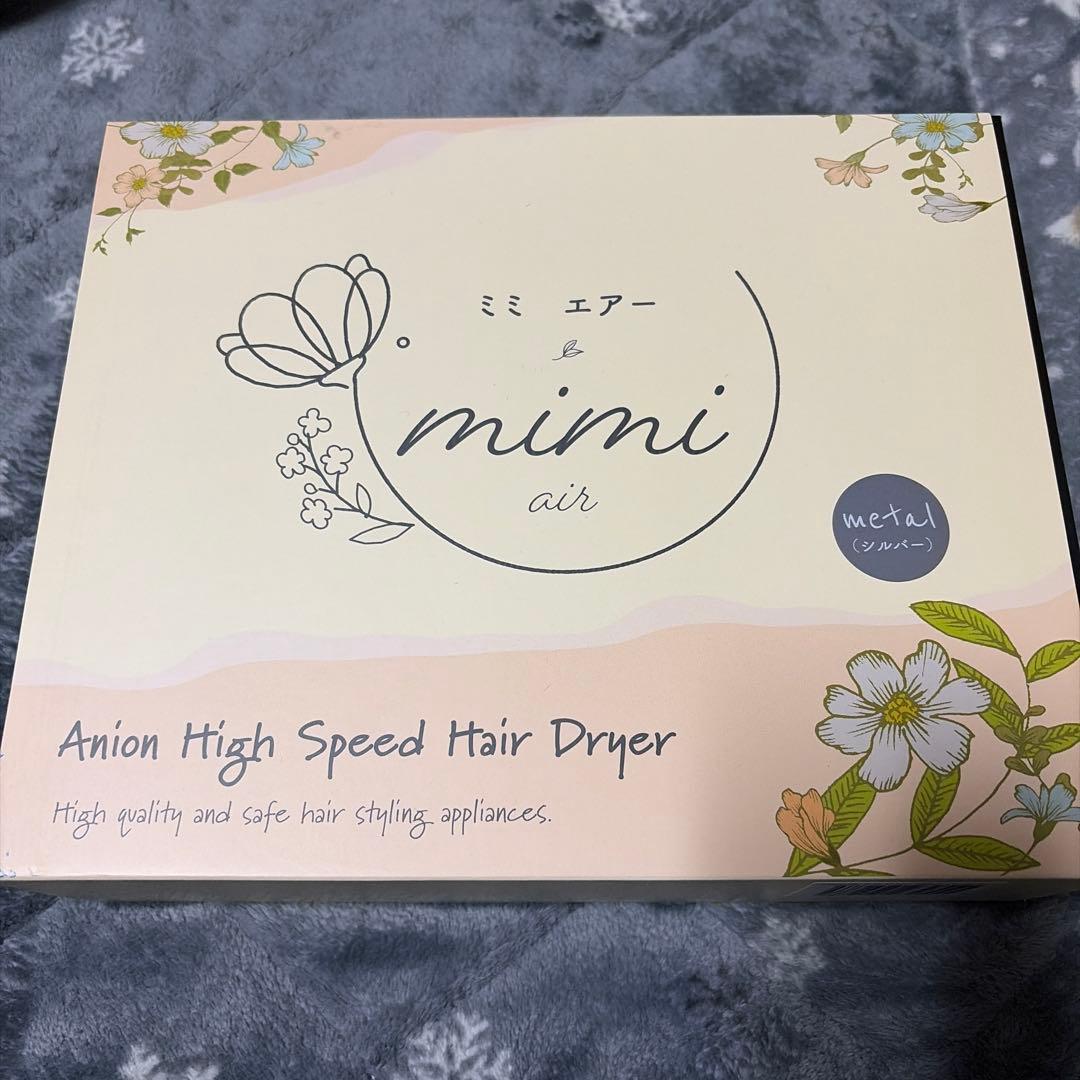 ミミ エアー
mimi
air
metal
(シルバー)
Anion High Speed Hair Dryer
High quality and safe hair styling appliances.